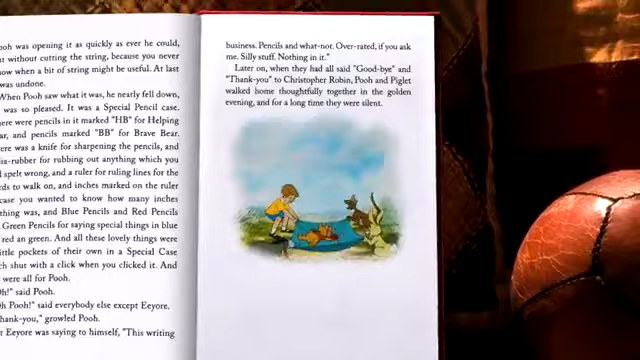 ooh was opening it as quickly as ever he could,
t without cutting the string, because you never
now when a bit of string might be useful. At last
was undone.
When Pooh saw what it was, he nearly fell down,
was so pleased. It was a Special Pencil case.
ere were pencils in it marked "HB" for Helping
ar, and pencils marked "BB" for Brave Bear.
ere was a knife for sharpening the pencils, and
ia-rubber for rubbing out anything which you
d spelt wrong, and a ruler for ruling lines for the
rds to walk on, and inches marked on the ruler
case you wanted to know how many inches
thing was, and Blue Pencils and Red Pencils
Green Pencils for saying special things in blue
red an green. And all these lovely things were
little pockets of their own in a Special Case
ch shut with a click when you clicked it. And
were all for Pooh.
h!" said Pooh.
h Pooh!" said everybody else except Eeyore.
hank-you," growled Pooh.
t Eeyore was saying to himself, "This writing
business. Pencils and what-not. Over-rated, if you ask
me. Silly stuff. Nothing in it."
Later on, when they had all said "Good-bye" and
"Thank-you" to Christopher Robin, Pooh and Piglet
walked home thoughtfully together in the golden
evening, and for a long time they were silent.